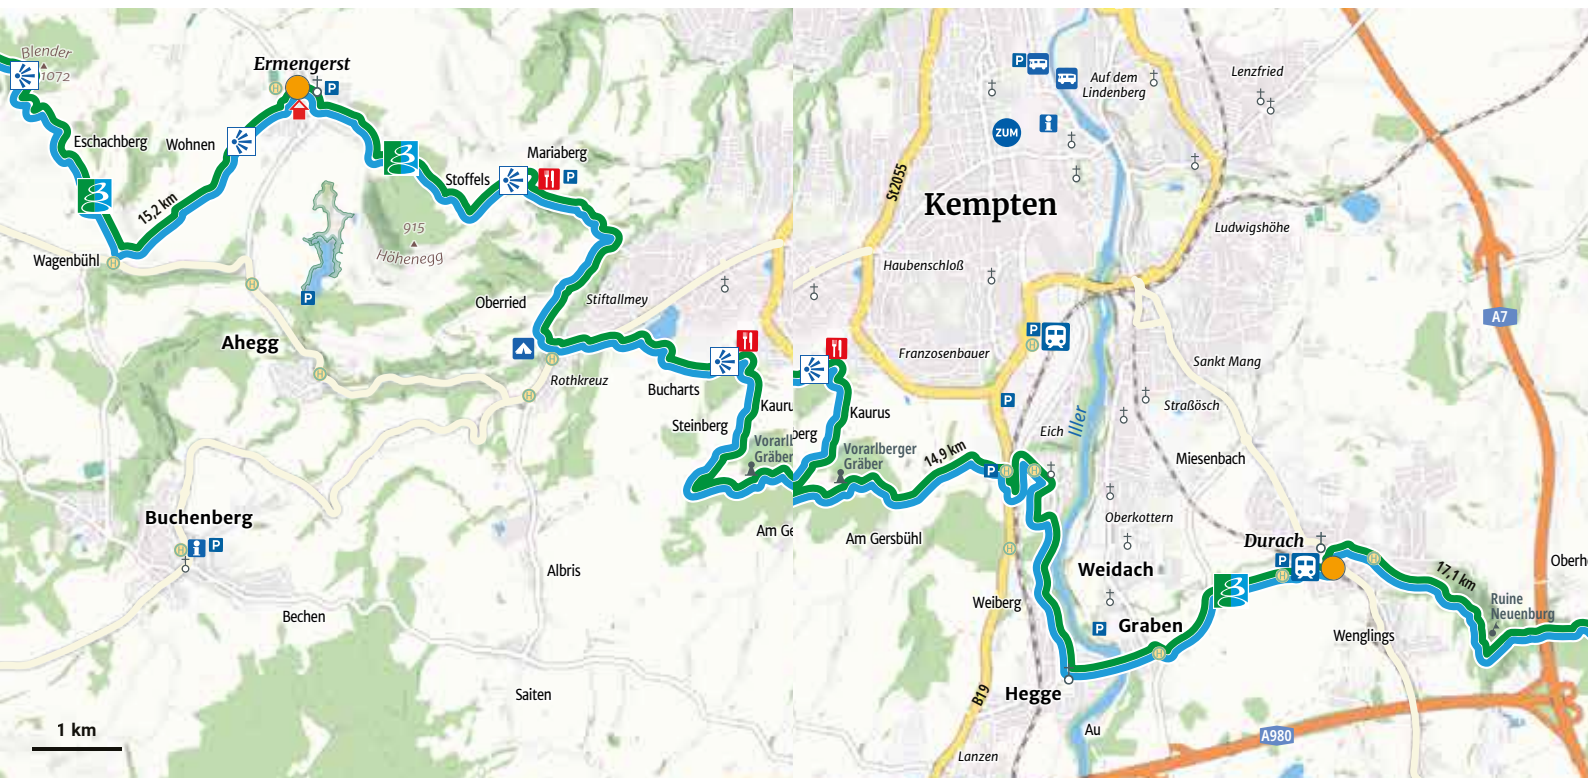 Blender
1072
Ermengerst
P
Eschachberg
Wohnen
H
15,2 km
Wagenbühl
H
H
Mariaberg
Stoffels
P
915
Höhenegg
P
Ahegg
H
Oberried
Stiftallmey
H
Rothkreuz
H
Bucharts
Steinberg
Kauru
Vorarlb
Gräber
Am Ge
Buchenberg
H
i
P
Bechen
Albris
Saiten
1 km
P
Auf dem
Lindenberg
Lenzfried
ZUM
i
St2055
Kempten
Haubenschloß
Ludwigshöhe
A7
P
H
Franzosenbauer
Sankt Mang
P
Straßösch
Kaurus
berg
Vorarlberger
Gräber
14,9 km
Eich
Iller
P
H
H
Miesenbach
Am Gersbühl
H
Oberkottern
Durach
P
H
H
17,1 km
Oberh
Weidach
Weiberg
P
Graben
H
Ruine
Neuenburg
Wenglings
Hegge
B19
Au
A980
Lanzen